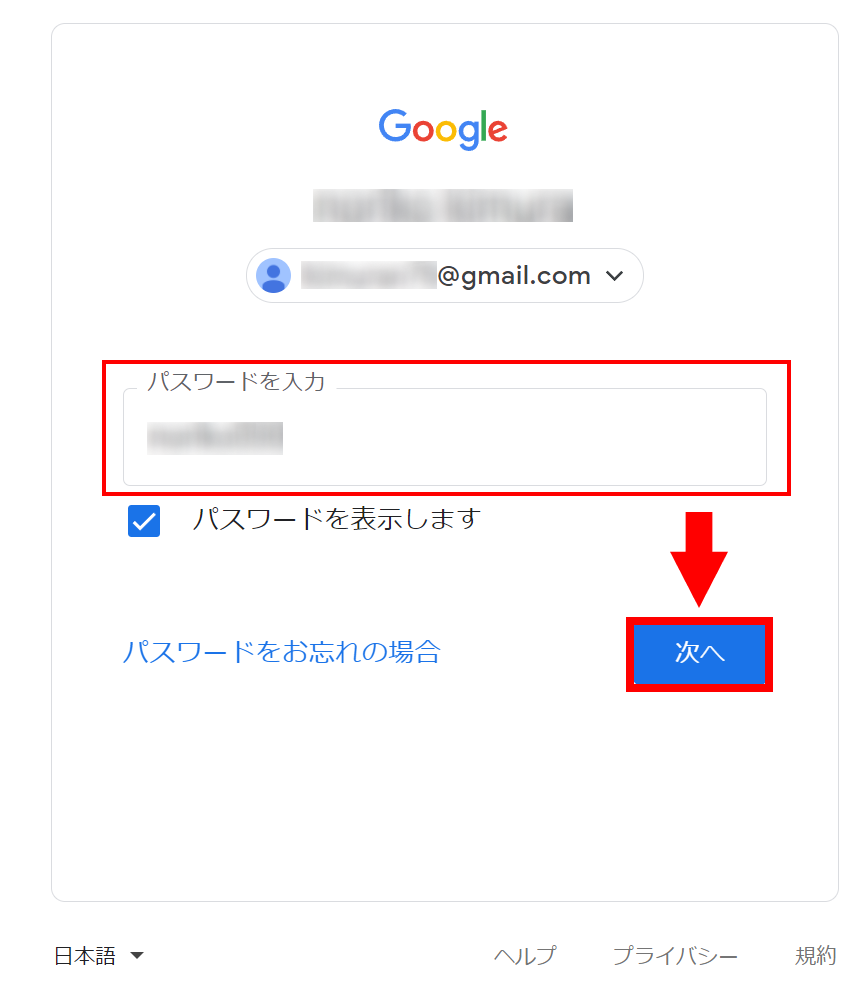 Google
@gmail.com
パスワードを入力
パスワードを表示します
パスワードをお忘れの場合
次へ
日本語
ヘルプ
プライバシー
規約